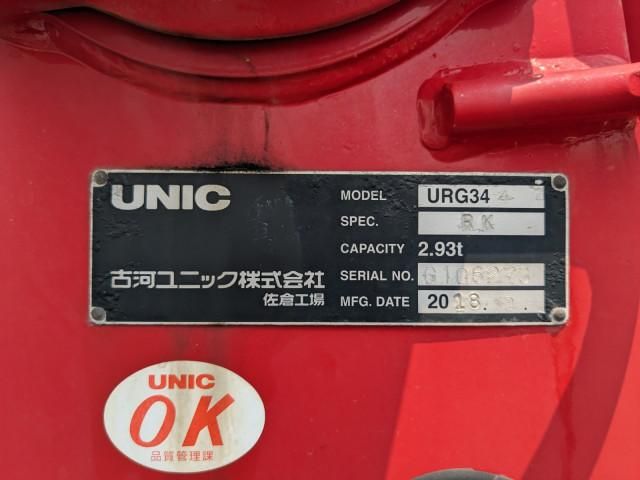 UNIC
MODEL URG34
SPEC. RK
CAPACITY 2.93t
古河ユニック株式会社
SERIAL NO.
佐倉工場
MFG. DATE 2018.
UNIC
OK
品質管理課